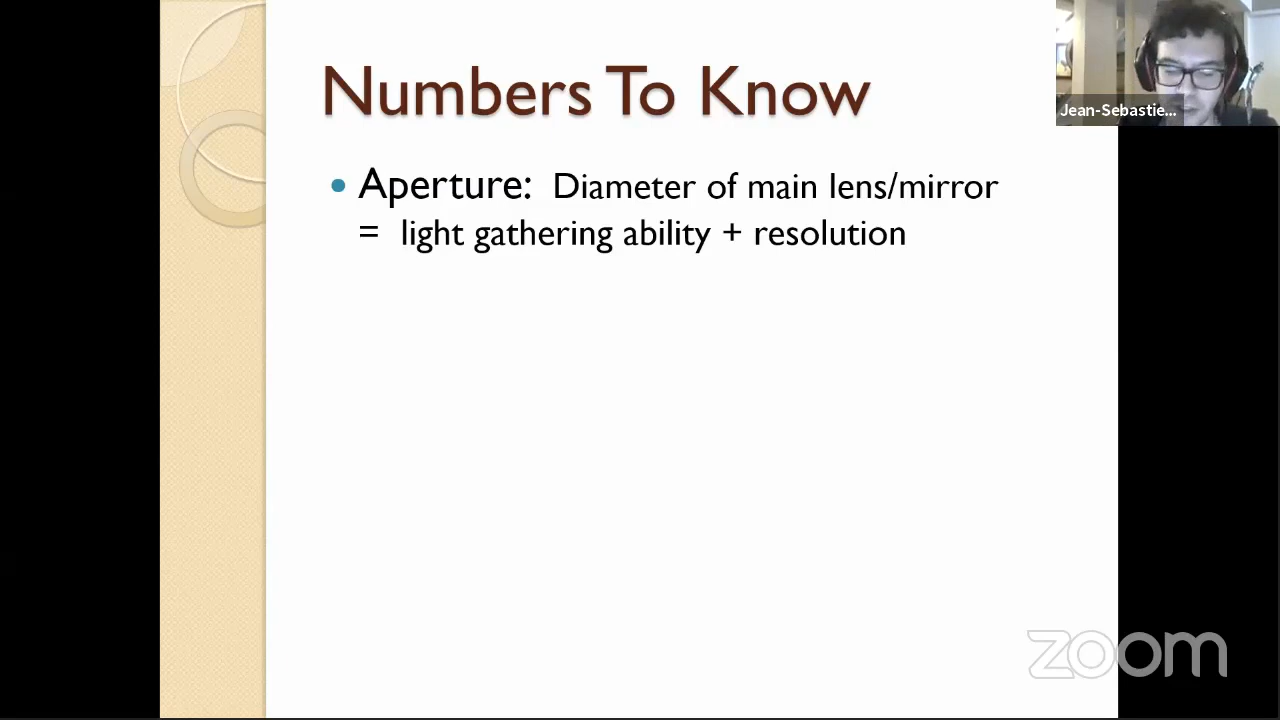 Numbers To Know
Jean-Sebastie...
• Aperture: Diameter of main lens/mirror
= light gathering ability + resolution
zoom